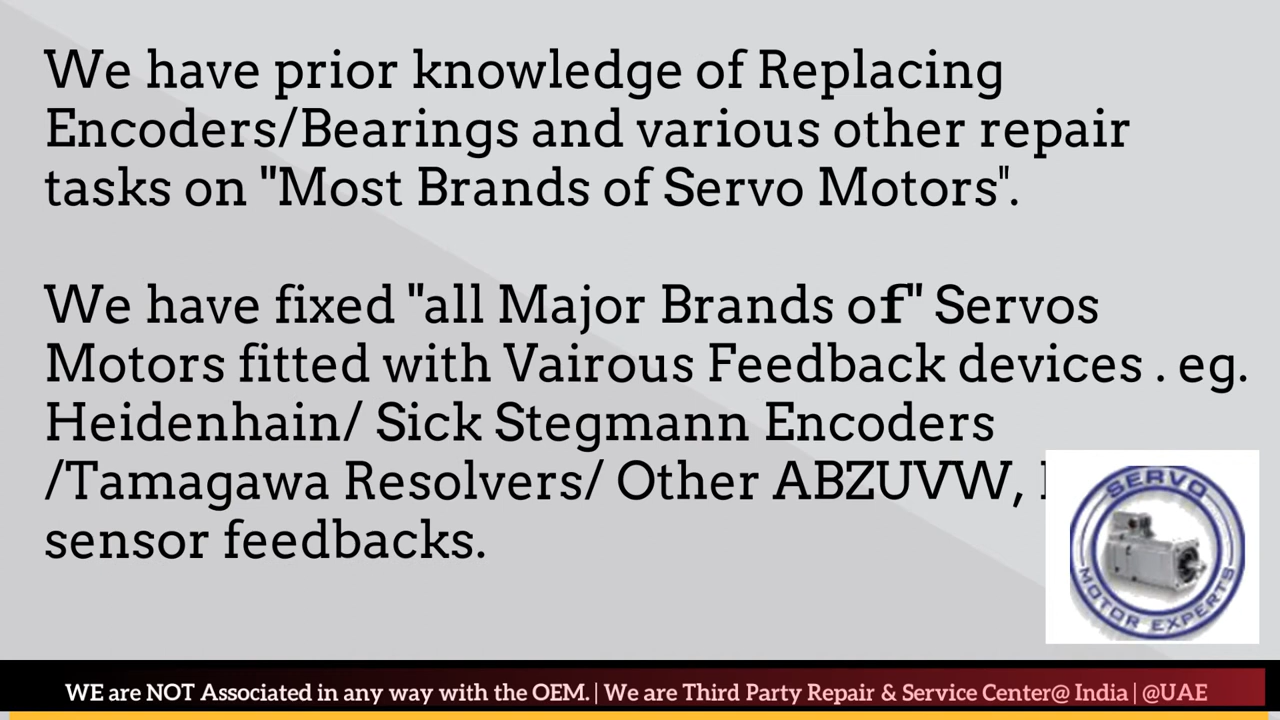 We have prior knowledge of Replacing
Encoders/Bearings and various other repair
tasks on "Most Brands of Servo Motors".
We have fixed "all Major Brands of" Servos
Motors fitted with Vairous Feedback devices . eg.
Heidenhain/ Sick Stegmann Encoders
/Tamagawa Resolvers/ Other ABZUVW,
sensor feedbacks.
SERVO
MOTOR EXPERTS
WE are NOT Associated in any way with the OEM. | We are Third Party Repair & Service Center@ India | @UAE